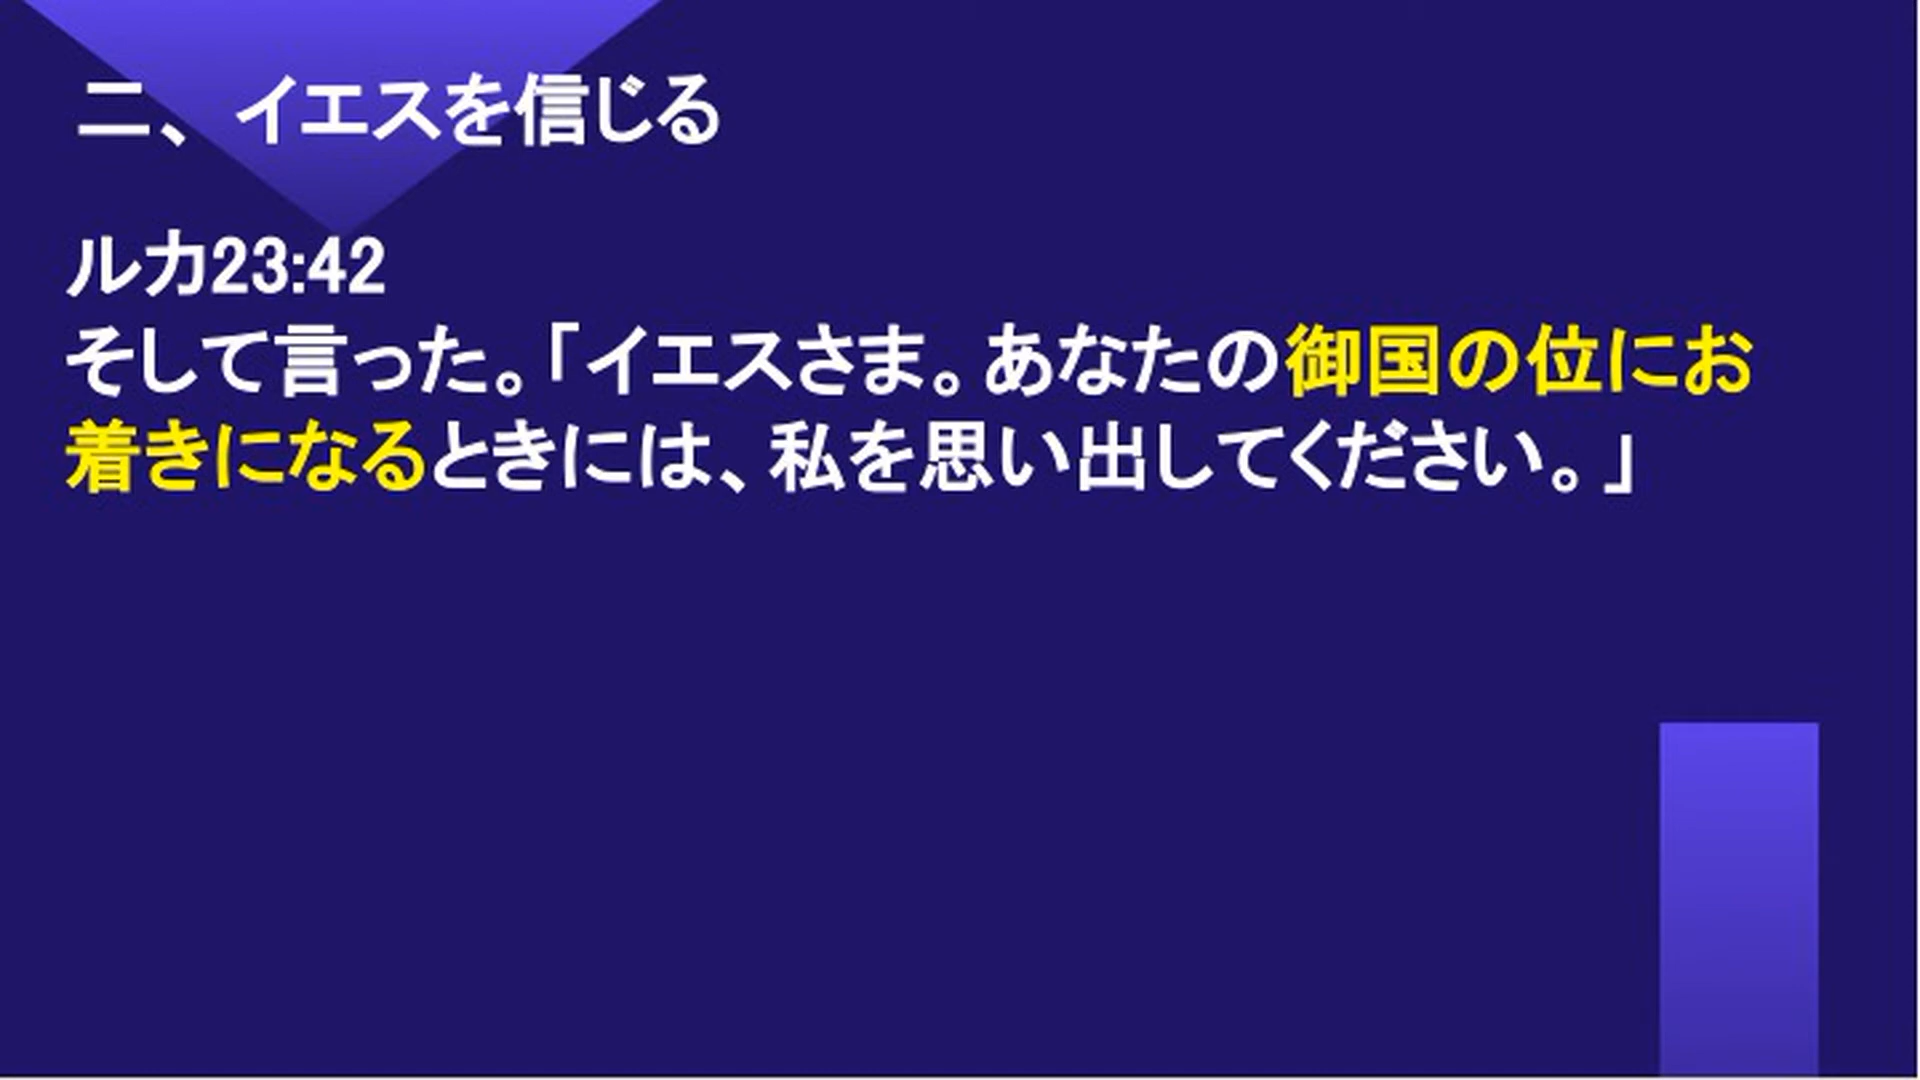 二、 イエスを信じる
ルカ23:42
そして言った。「イエスさま。あなたの御国の位にお
着きになるときには、私を思い出してください。」